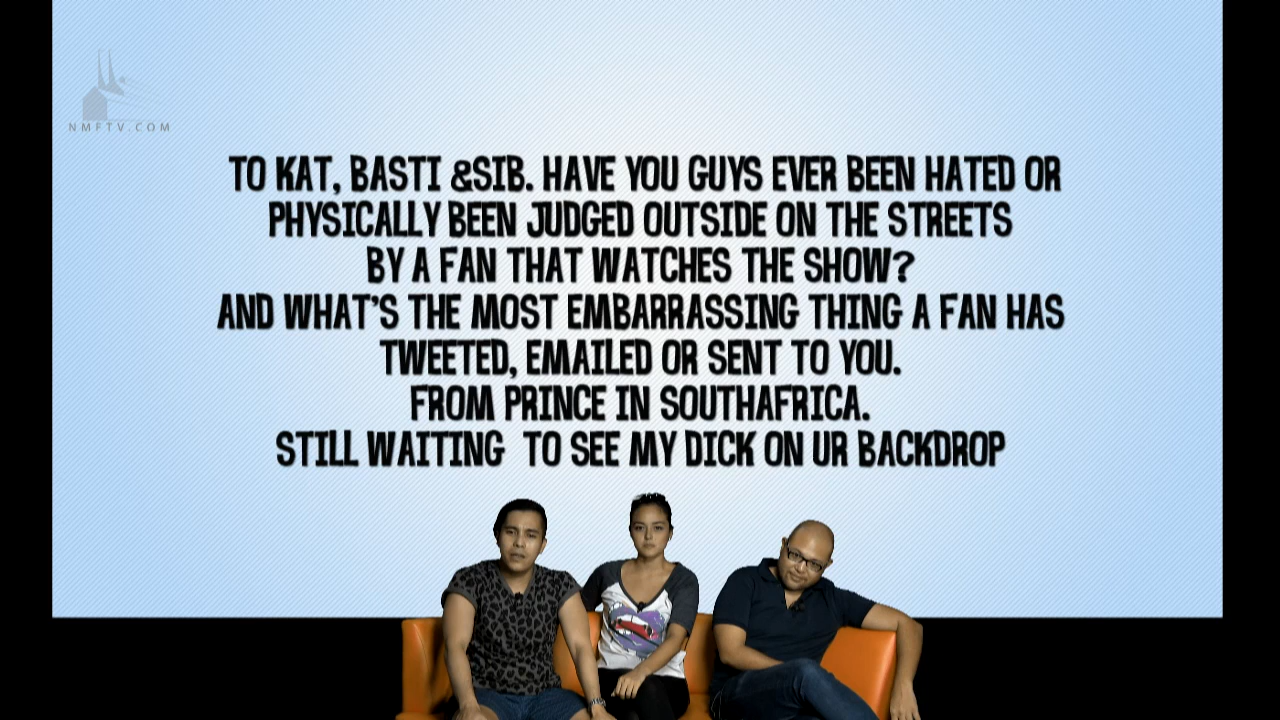 NMFTV.COM
TO KAT, BASTI &SIB. HAVE YOU GUYS EVER BEEN HATED OR
PHYSICALLY BEEN JUDGED OUTSIDE ON THE STREETS
BY A FAN THAT WATCHES THE SHOW?
AND WHAT'S THE MOST EMBARRASSING THING A FAN HAS
TWEETED, EMAILED OR SENT TO YOU.
FROM PRINCE IN SOUTHAFRICA.
STILL WAITING TO SEE MY DICK ON UR BACKDROP